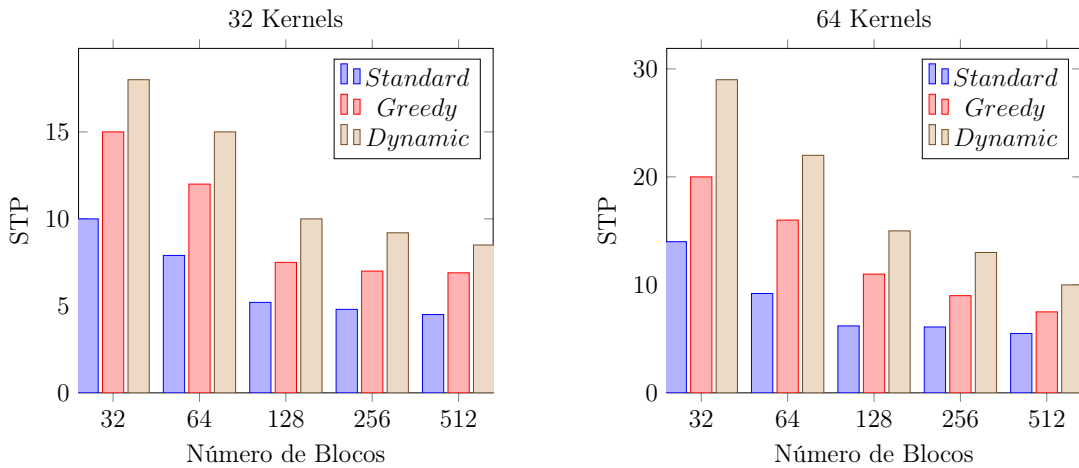 32 Kernels
STP
15
10
5
0
Standard
Greedy
Dynamic
32 64 128 256 512
Número de Blocos
64 Kernels
STP
30
20
10
0
Standard
Greedy
Dynamic
32 64 128 256 512
Número de Blocos